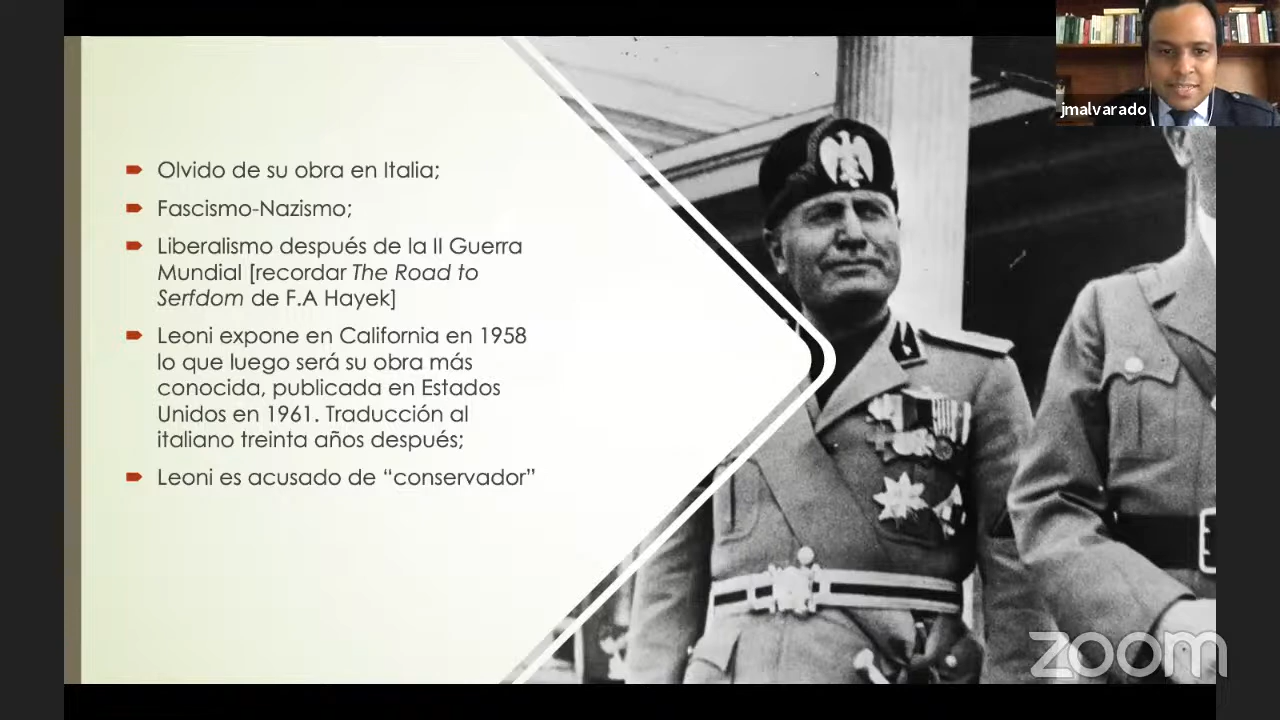 jmalvarado
Olvido de su obra en Italia;
Fascismo-Nazismo;
Liberalismo después de la II Guerra
Mundial [recordar The Road to
Serfdom de F.A Hayek]
Leoni expone en California en 1958
lo que luego será su obra más
conocida, publicada en Estados
Unidos en 1961. Traducción al
italiano treinta años después;
Leoni es acusado de “conservador”
zoom